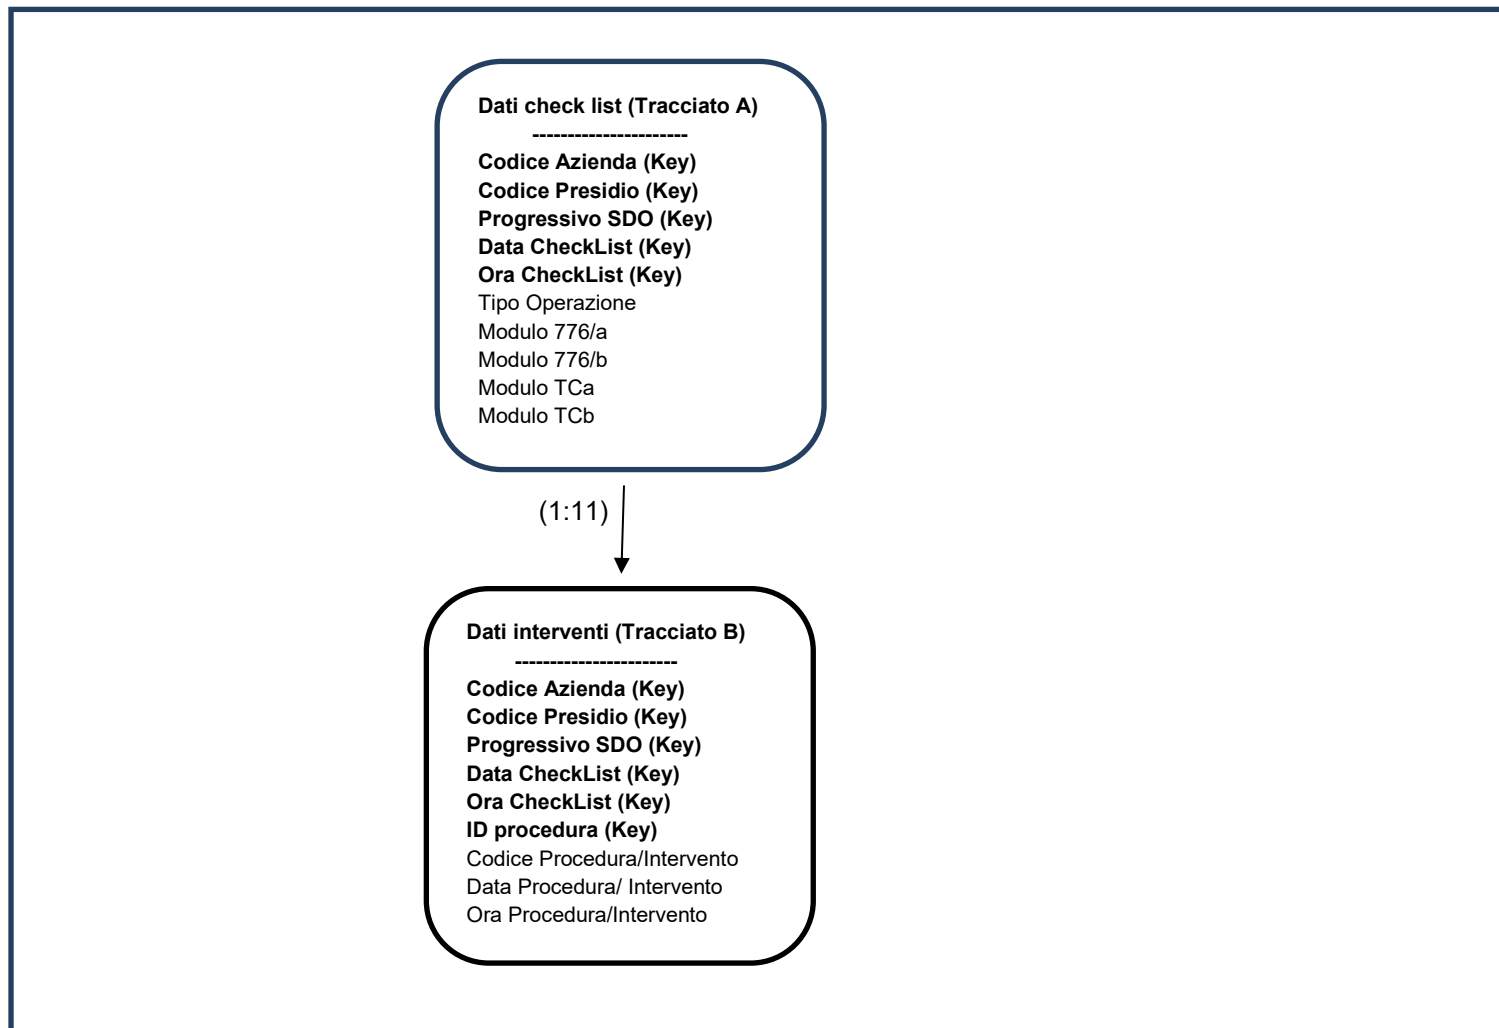 Dati check list (Tracciato A)
----------------------
Codice Azienda (Key)
Codice Presidio (Key)
Progressivo SDO (Key)
Data CheckList (Key)
Ora CheckList (Key)
Tipo Operazione
Modulo 776/a
Modulo 776/b
Modulo TCa
Modulo TCb
(1:11)
Dati interventi (Tracciato B)
-----------------------
Codice Azienda (Key)
Codice Presidio (Key)
Progressivo SDO (Key)
Data CheckList (Key)
Ora CheckList (Key)
ID procedura (Key)
Codice Procedura/Intervento
Data Procedura/ Intervento
Ora Procedura/Intervento